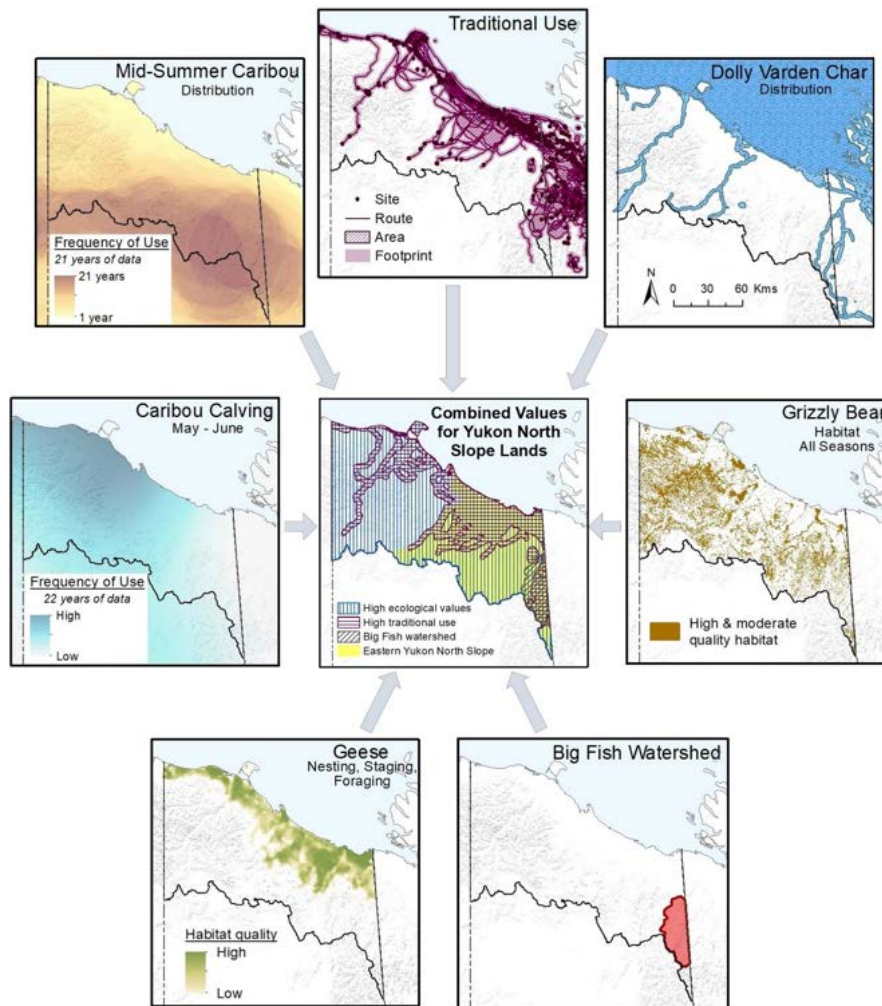 Mid-Summer Caribou
Distribution
Frequency of Use
21 years of data
21 years
1 year
Traditional Use
Site
Route
Area
Footprint
Dolly Varden Char
Distribution
N
0 30 60 Kms
Caribou Calving
May - June
Frequency of Use
22 years of data
High
Low
Combined Values
for Yukon North
Slope Lands
High ecological values
High traditional use
Big Fish watershed
Eastern Yukon North Slope
Grizzly Bear
Habitat
All Seasons
High & moderate
quality habitat
Geese
Nesting, Staging,
Foraging
Habitat quality
High
Low
Big Fish Watershed